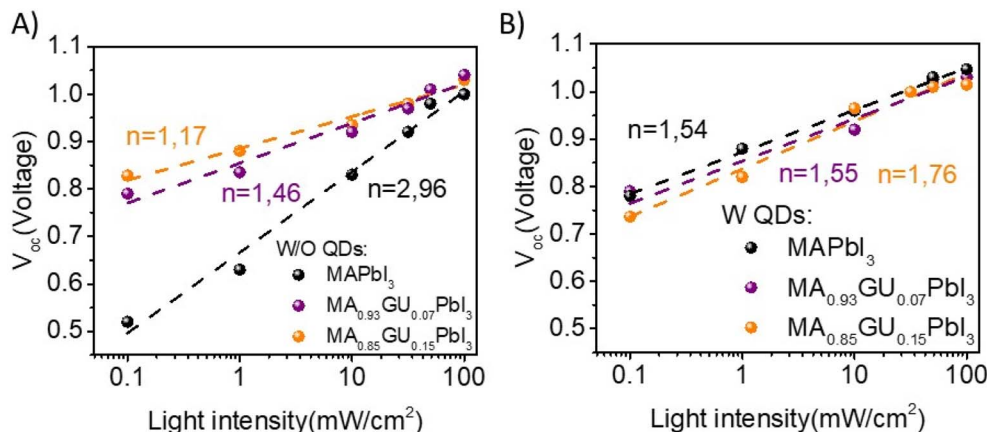 A)
V_oc(Voltage)
1.1
1.0
0.9
0.8
0.7
0.6
0.5
n=1,17
n=1,46
n=2,96
W/O QDs:
MAPbI₃
MA₀.₉₃GU₀.₀₇PbI₃
MA₀.₈₅GU₀.₁₅PbI₃
0.1 1 10 100
Light intensity(mW/cm²)
B)
V_oc(Voltage)
1.1
1.0
0.9
0.8
0.7
0.6
0.5
n=1,54
n=1,55 n=1,76
W QDs:
MAPbI₃
MA₀.₉₃GU₀.₀₇PbI₃
MA₀.₈₅GU₀.₁₅PbI₃
0.1 1 10 100
Light intensity(mW/cm²)